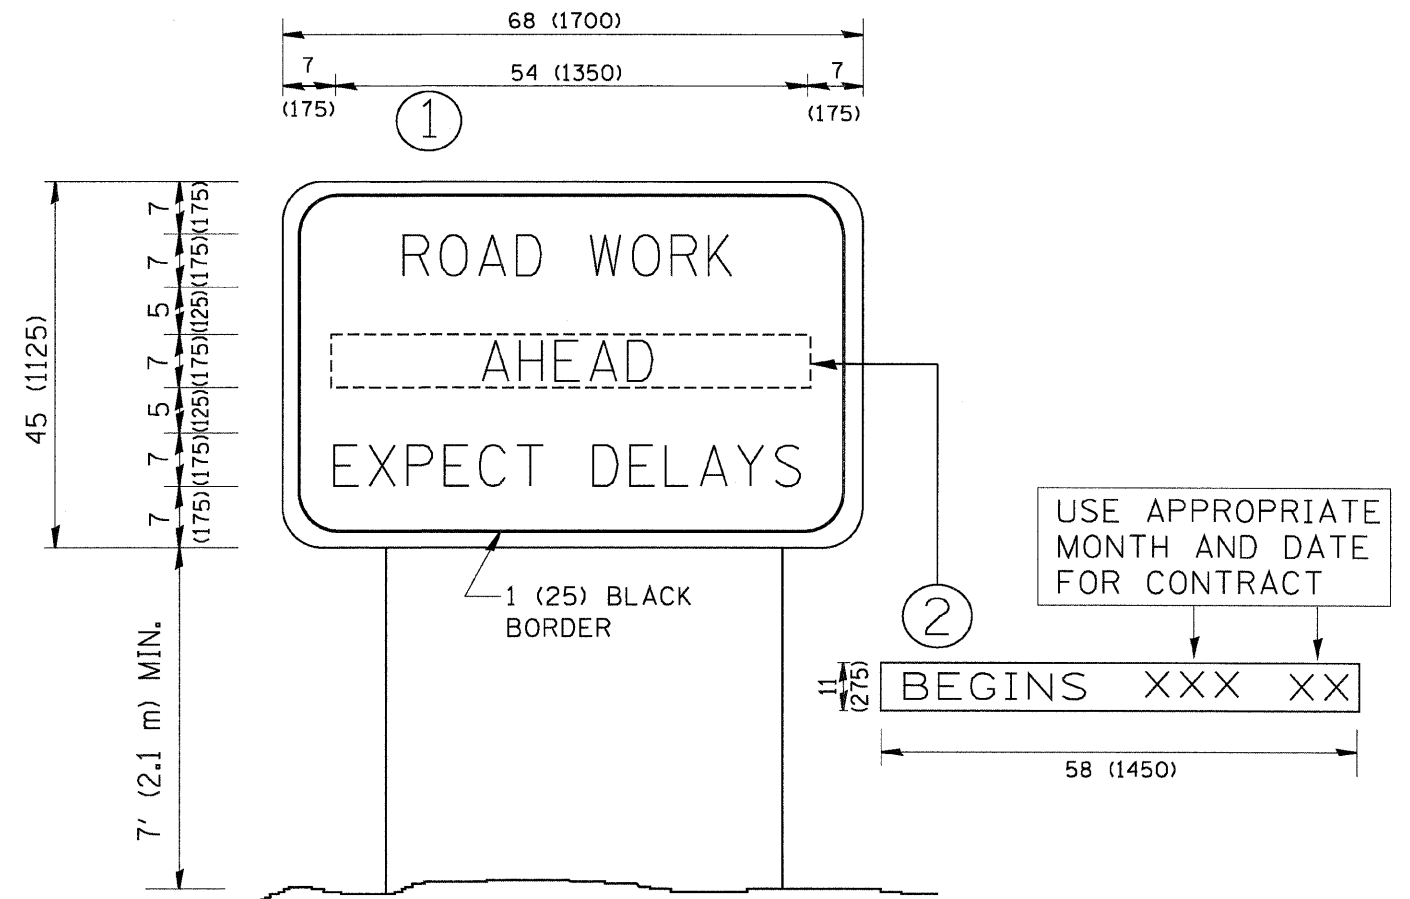 68 (1700)
7
54 (1350)
7
(175)
(175)
1
7
(175)
7
(175)
5
(125)
7
(175)
5
(125)
7
(175)
7
(175)
45 (1125)
7' (2.1 m) MIN.
ROAD WORK
AHEAD
EXPECT DELAYS
1 (25) BLACK
BORDER
USE APPROPRIATE
MONTH AND DATE
FOR CONTRACT
2
11
(275)
BEGINS XXX XX
58 (1450)